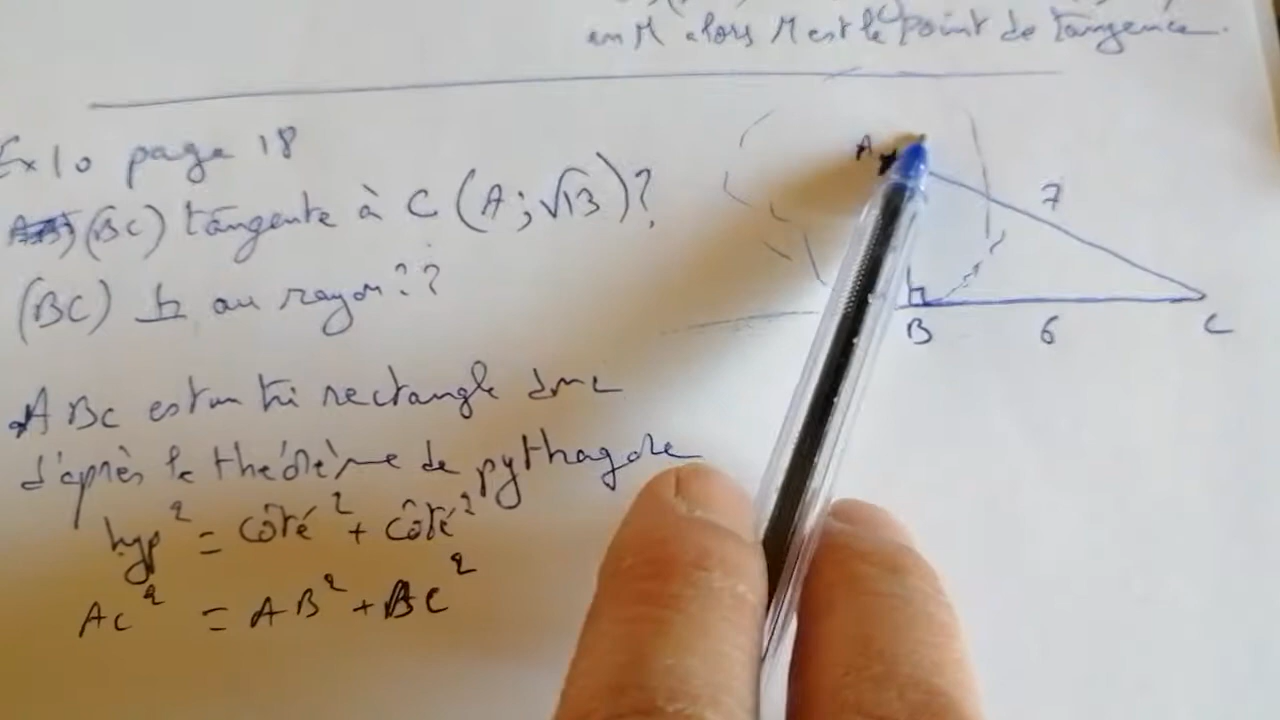 en M alors M est le point de tangence.
Ex 10 page 18
(BC) tangente à C (A; √13)?
(BC) ⊥ au rayon??
ABC est un tri rectangle donc
d'après le théorème de pythagore
hyp² = côté² + côté²
AC² = AB² + BC²
A
7
B
6
C